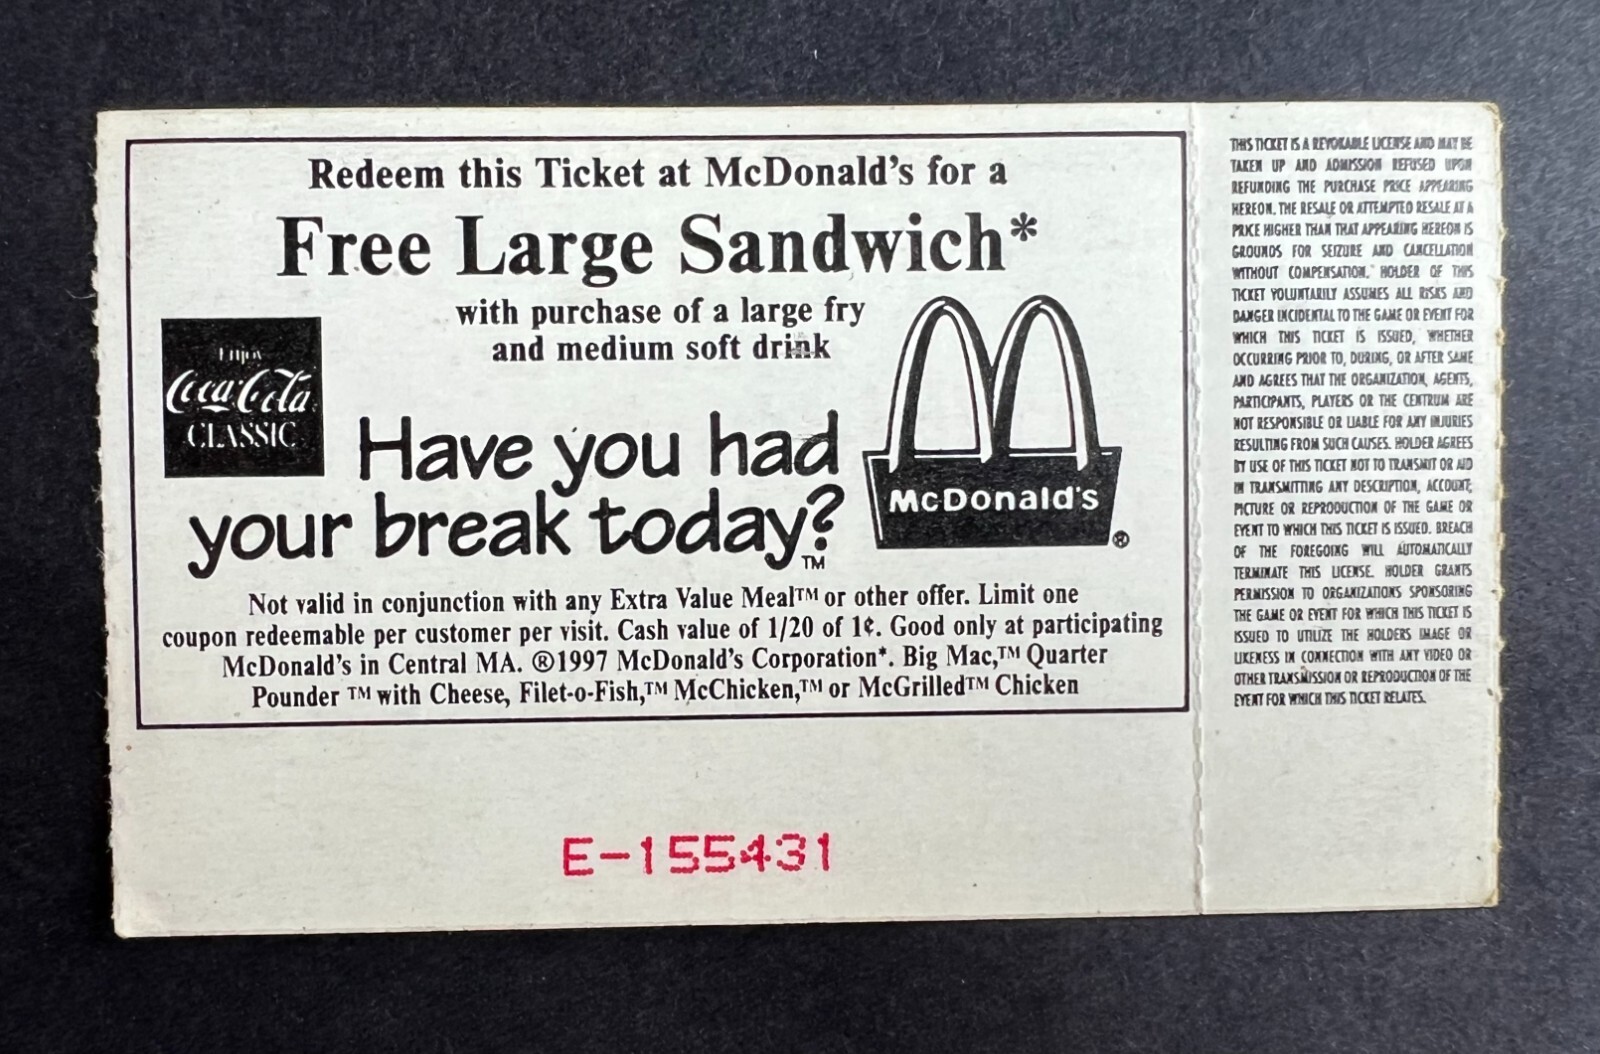 Redeem this Ticket at McDonald's for a
Free Large Sandwich*
with purchase of a large fry
and medium soft drink
Enjoy
Coca-Cola
CLASSIC
Have you had
your break today?™
McDonald's®
Not valid in conjunction with any Extra Value Meal™ or other offer. Limit one
coupon redeemable per customer per visit. Cash value of 1/20 of 1¢. Good only at participating
McDonald's in Central MA. ®1997 McDonald's Corporation*. Big Mac,™ Quarter
Pounder ™ with Cheese, Filet-o-Fish,™ McChicken,™ or McGrilled™ Chicken
E-155431
THIS TICKET IS A REVOKABLE LICENSE AND MAY BE
TAKEN UP AND ADMISSION REFUSED UPON
REFUNDING THE PURCHASE PRICE APPEARING
HEREON. THE RESALE OR ATTEMPTED RESALE AT A
PRICE HIGHER THAN THAT APPEARING HEREON IS
GROUNDS FOR SEIZURE AND CANCELLATION
WITHOUT COMPENSATION. HOLDER OF THIS
TICKET VOLUNTARILY ASSUMES ALL RISKS AND
DANGER INCIDENTAL TO THE GAME OR EVENT FOR
WHICH THIS TICKET IS ISSUED, WHETHER
OCCURRING PRIOR TO, DURING, OR AFTER SAME
AND AGREES THAT THE ORGANIZATION, AGENTS,
PARTICIPANTS, PLAYERS OR THE CENTRUM ARE
NOT RESPONSIBLE OR LIABLE FOR ANY INJURIES
RESULTING FROM SUCH CAUSES. HOLDER AGREES
BY USE OF THIS TICKET NOT TO TRANSMIT OR AID
IN TRANSMITTING ANY DESCRIPTION, ACCOUNT,
PICTURE OR REPRODUCTION OF THE GAME OR
EVENT TO WHICH THIS TICKET IS ISSUED. BREACH
OF THE FOREGOING WILL AUTOMATICALLY
TERMINATE THIS LICENSE. HOLDER GRANTS
PERMISSION TO ORGANIZATIONS SPONSORING
THE GAME OR EVENT FOR WHICH THIS TICKET IS
ISSUED TO UTILIZE THE HOLDERS IMAGE OR
LIKENESS IN CONNECTION WITH ANY VIDEO OR
OTHER TRANSMISSION OR REPRODUCTION OF THE
EVENT FOR WHICH THIS TICKET RELATES.